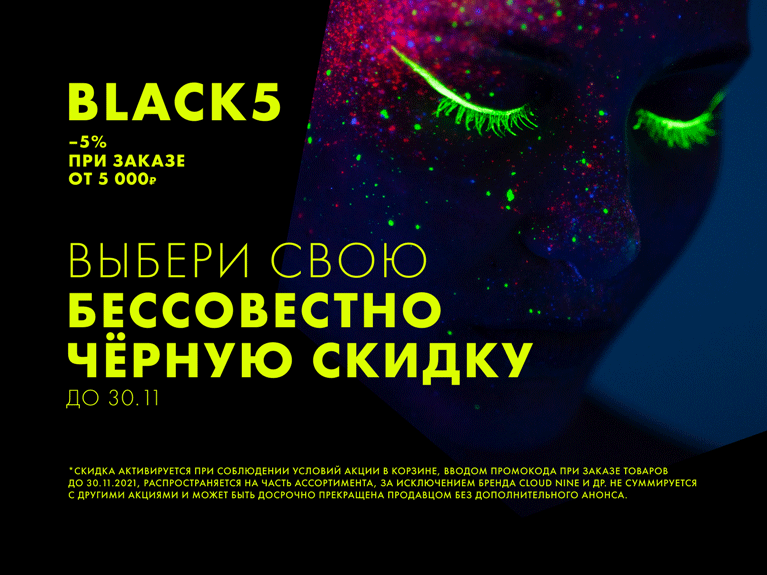 BLACK5
–5%
ПРИ ЗАКАЗЕ
ОТ 5 000₽
ВЫБЕРИ СВОЮ
БЕССОВЕСТНО
ЧЁРНУЮ СКИДКУ
ДО 30.11
*СКИДКА АКТИВИРУЕТСЯ ПРИ СОБЛЮДЕНИИ УСЛОВИЙ АКЦИИ В КОРЗИНЕ, ВВОДОМ ПРОМОКОДА ПРИ ЗАКАЗЕ ТОВАРОВ
ДО 30.11.2021, РАСПРОСТРАНЯЕТСЯ НА ЧАСТЬ АССОРТИМЕНТА, ЗА ИСКЛЮЧЕНИЕМ БРЕНДА CLOUD NINE И ДР. НЕ СУММИРУЕТСЯ
С ДРУГИМИ АКЦИЯМИ И МОЖЕТ БЫТЬ ДОСРОЧНО ПРЕКРАЩЕНА ПРОДАВЦОМ БЕЗ ДОПОЛНИТЕЛЬНОГО АНОНСА.